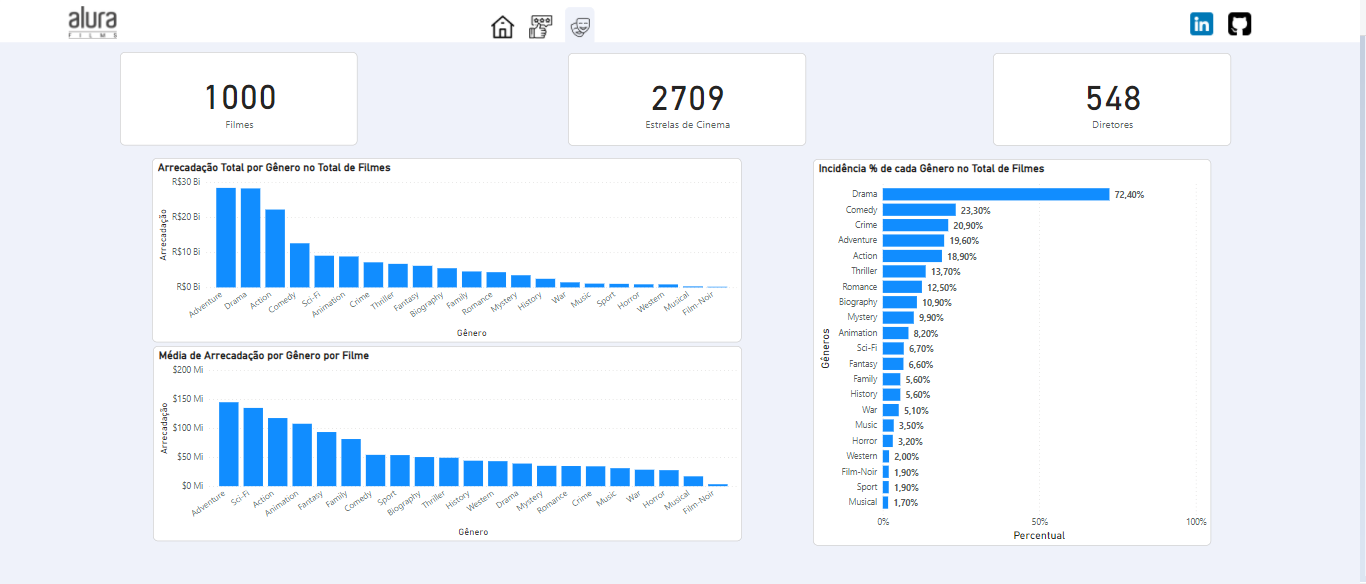 alura
FILMS
1000
Filmes
2709
Estrelas de Cinema
548
Diretores
Arrecadação Total por Gênero no Total de Filmes
R$30 Bi
R$20 Bi
R$10 Bi
R$0 Bi
Arrecadação
Adventure
Drama
Action
Comedy
Sci-Fi
Animation
Crime
Thriller
Fantasy
Biography
Family
Romance
Mystery
History
War
Music
Sport
Horror
Western
Musical
Film-Noir
Gênero
Média de Arrecadação por Gênero por Filme
$200 Mi
$150 Mi
$100 Mi
$50 Mi
$0 Mi
Arrecadação
Adventure
Sci-Fi
Action
Animation
Fantasy
Family
Comedy
Sport
Biography
Thriller
History
Western
Drama
Mystery
Romance
Crime
Music
War
Horror
Musical
Film-Noir
Gênero
Incidência % de cada Gênero no Total de Filmes
Gêneros
Drama 72,40%
Comedy 23,30%
Crime 20,90%
Adventure 19,60%
Action 18,90%
Thriller 13,70%
Romance 12,50%
Biography 10,90%
Mystery 9,90%
Animation 8,20%
Sci-Fi 6,70%
Fantasy 6,60%
Family 5,60%
History 5,60%
War 5,10%
Music 3,50%
Horror 3,20%
Western 2,00%
Film-Noir 1,90%
Sport 1,90%
Musical 1,70%
0% 50% 100%
Percentual